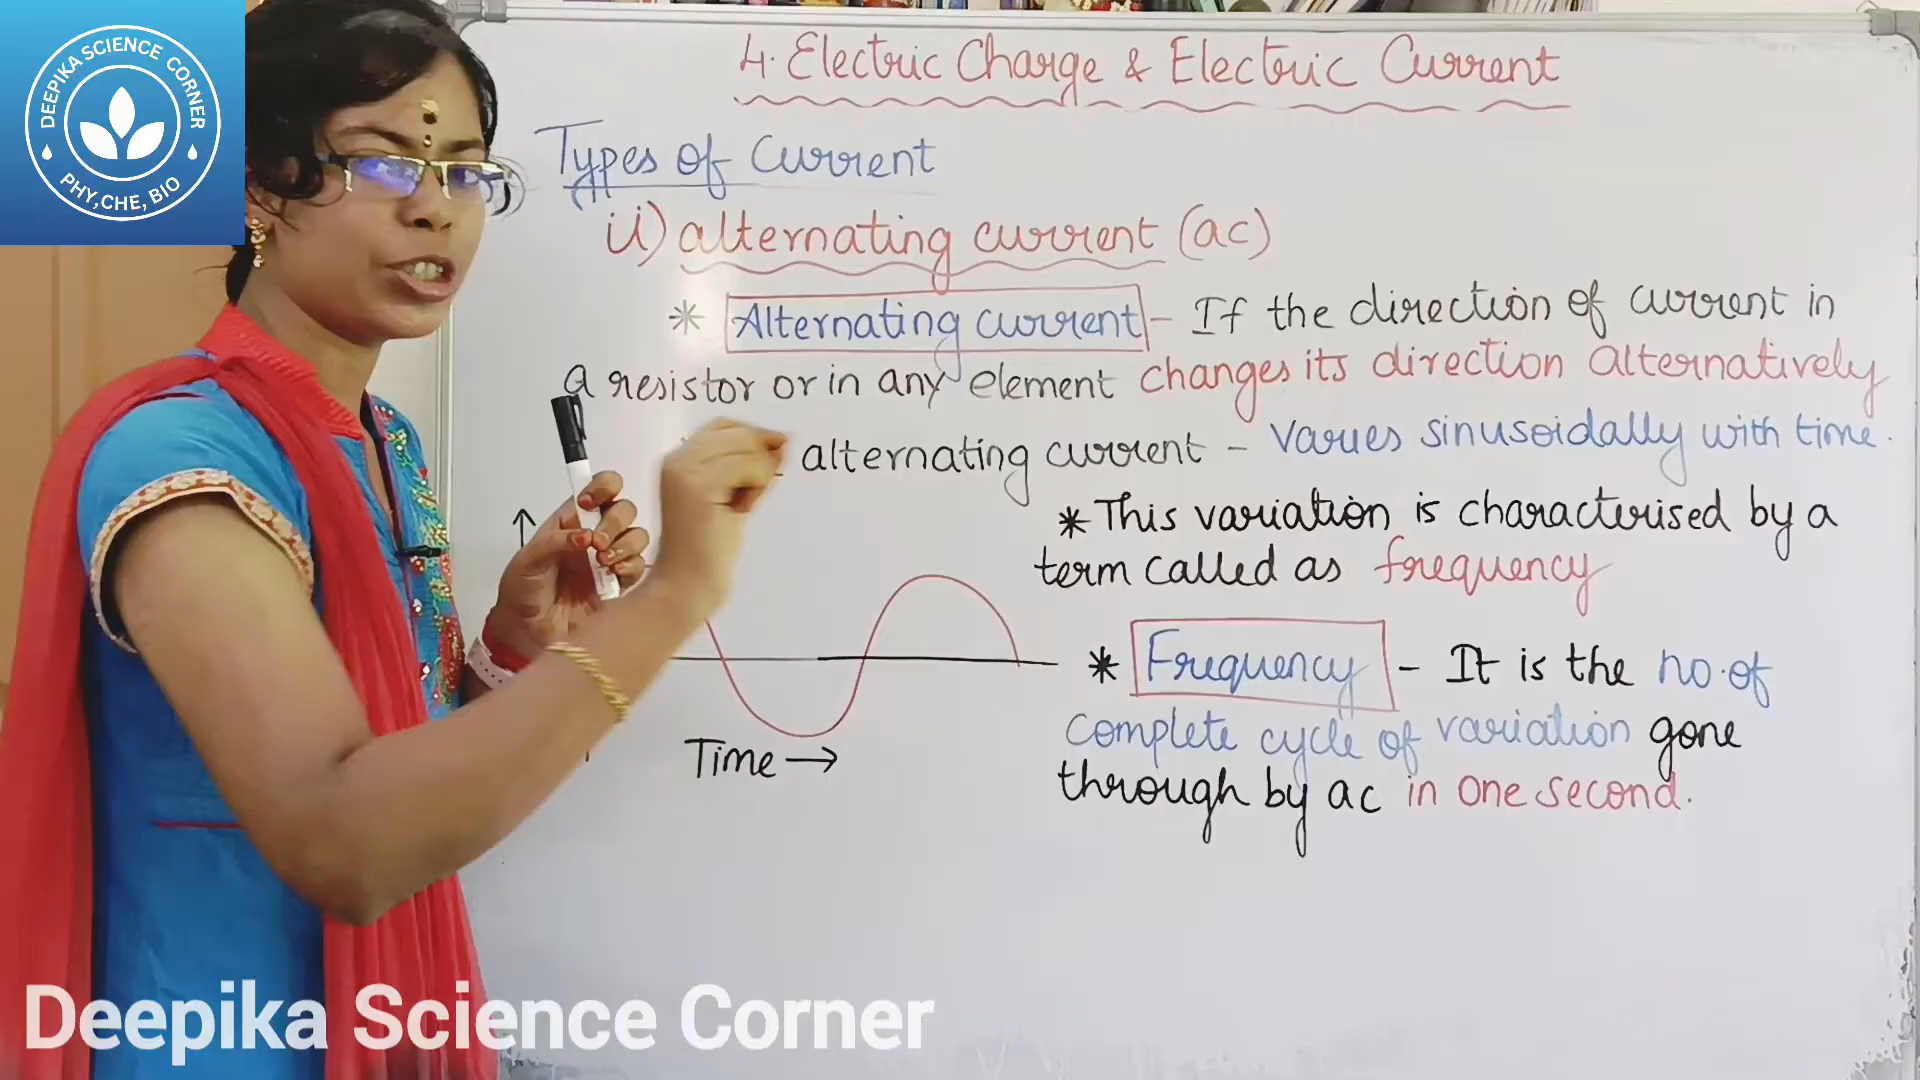 DEEPIKA SCIENCE CORNER
PHY,CHE, BIO
4. Electric Charge & Electric Current
Types of Current
ii) alternating current (ac)
* Alternating current - If the direction of current in
a resistor or in any element changes its direction alternatively
alternating current - varies sinusoidally with time.
* This variation is characterised by a
term called as frequency
* Frequency - It is the no.of
complete cycle of variation gone
through by ac in one second.
Time →
Deepika Science Corner